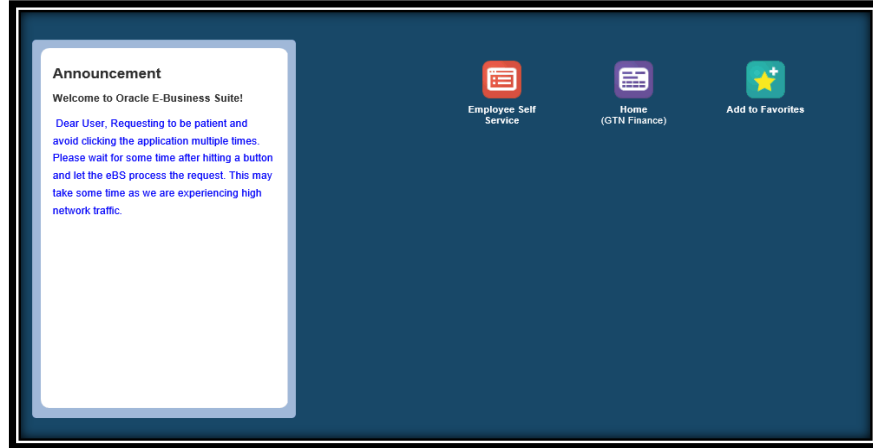 Announcement
Welcome to Oracle E-Business Suite!
Dear User, Requesting to be patient and
avoid clicking the application multiple times.
Please wait for some time after hitting a button
and let the eBS process the request. This may
take some time as we are experiencing high
network traffic.
Employee Self
Service
Home
(GTN Finance)
Add to Favorites